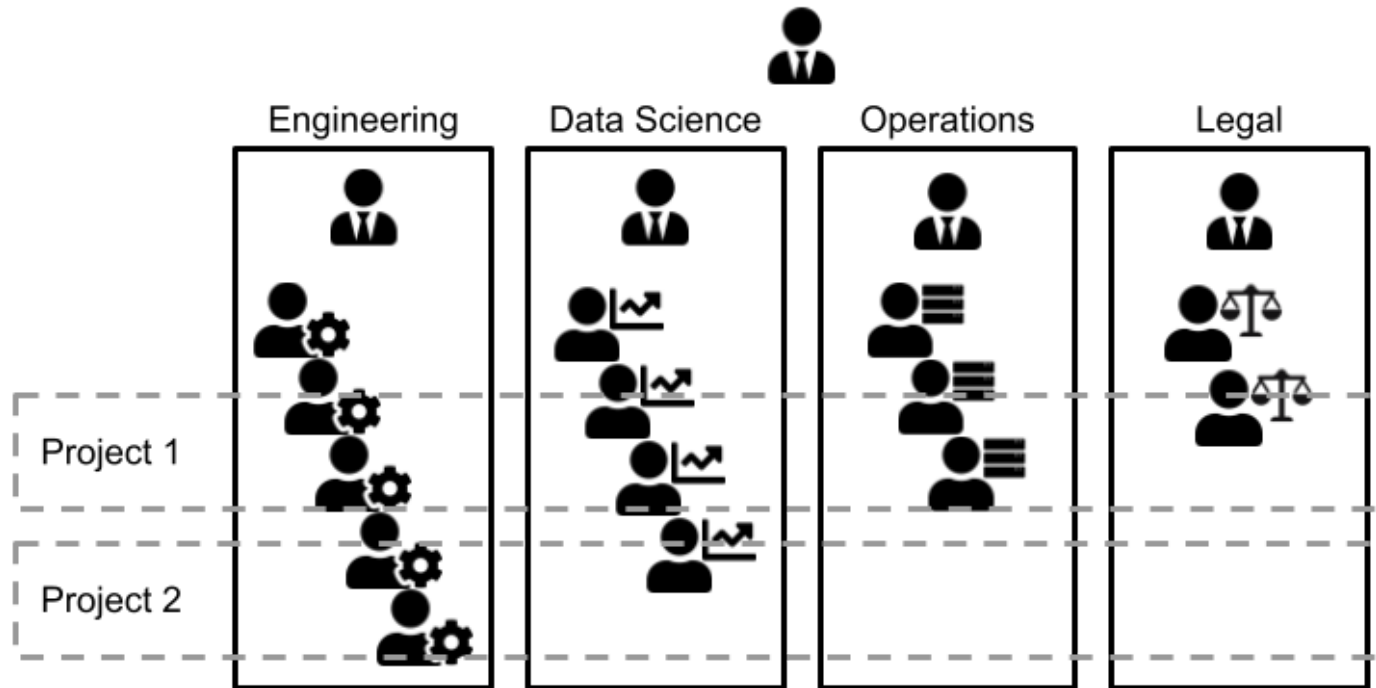 Engineering
Data Science
Operations
Legal
Project 1
Project 2